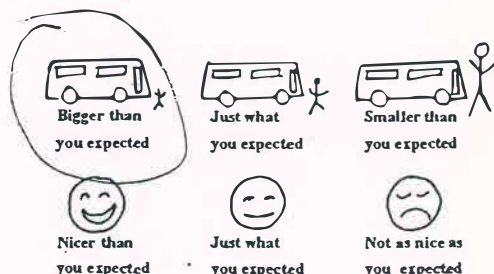 Bigger than Just what Smaller than
you expected you expected you expected
Nicer than Just what Not as nice as
you expected you expected you expected